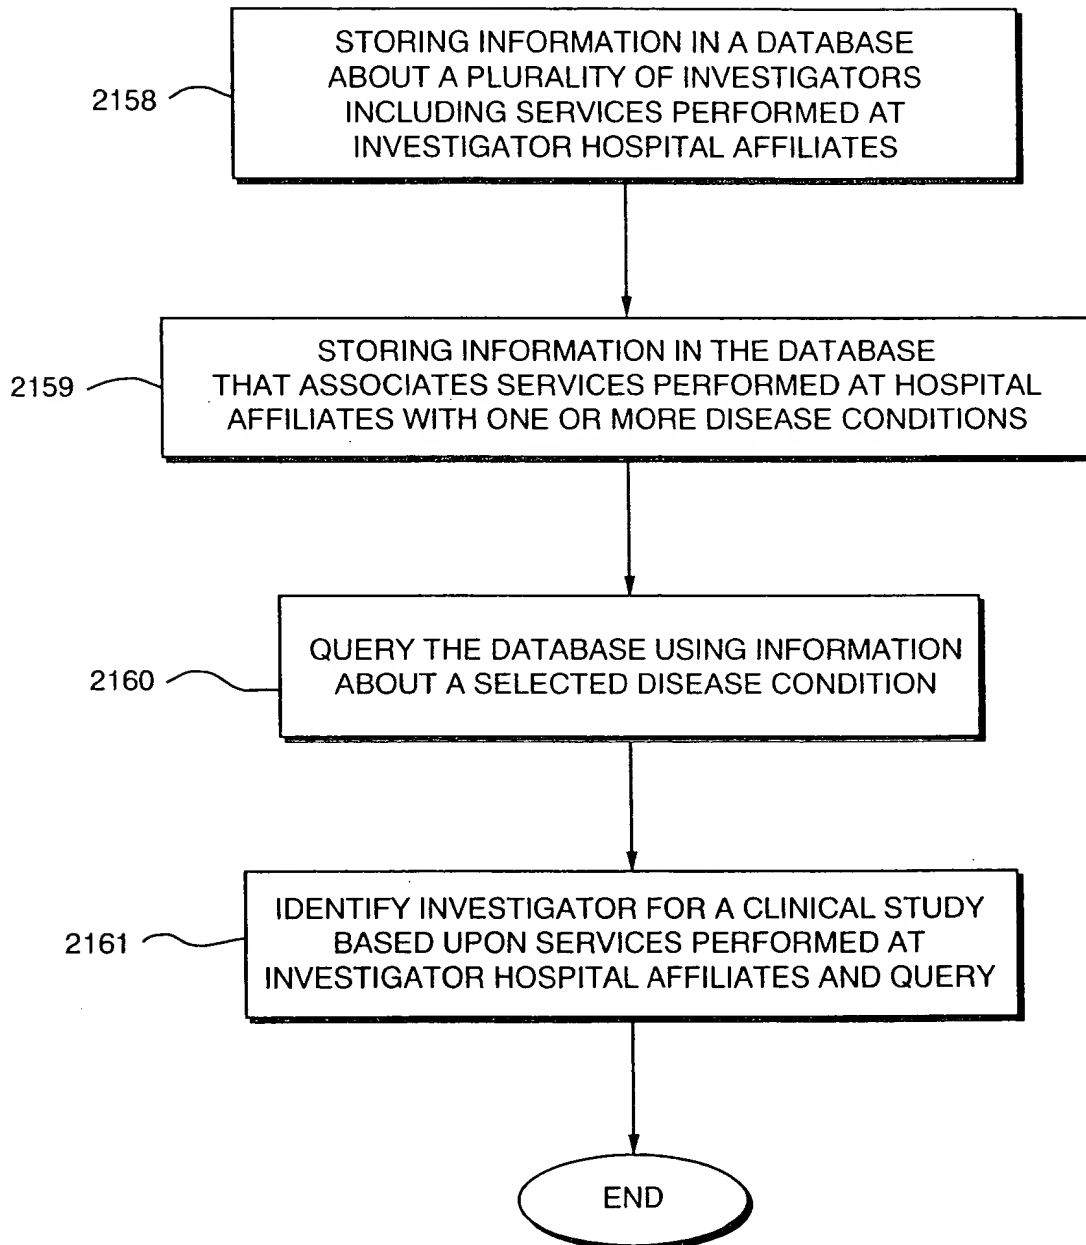 STORING INFORMATION IN A DATABASE
ABOUT A PLURALITY OF INVESTIGATORS
INCLUDING SERVICES PERFORMED AT
INVESTIGATOR HOSPITAL AFFILIATES
2158
STORING INFORMATION IN THE DATABASE
THAT ASSOCIATES SERVICES PERFORMED AT HOSPITAL
AFFILIATES WITH ONE OR MORE DISEASE CONDITIONS
2159
QUERY THE DATABASE USING INFORMATION
ABOUT A SELECTED DISEASE CONDITION
2160
IDENTIFY INVESTIGATOR FOR A CLINICAL STUDY
BASED UPON SERVICES PERFORMED AT
INVESTIGATOR HOSPITAL AFFILIATES AND QUERY
2161
END